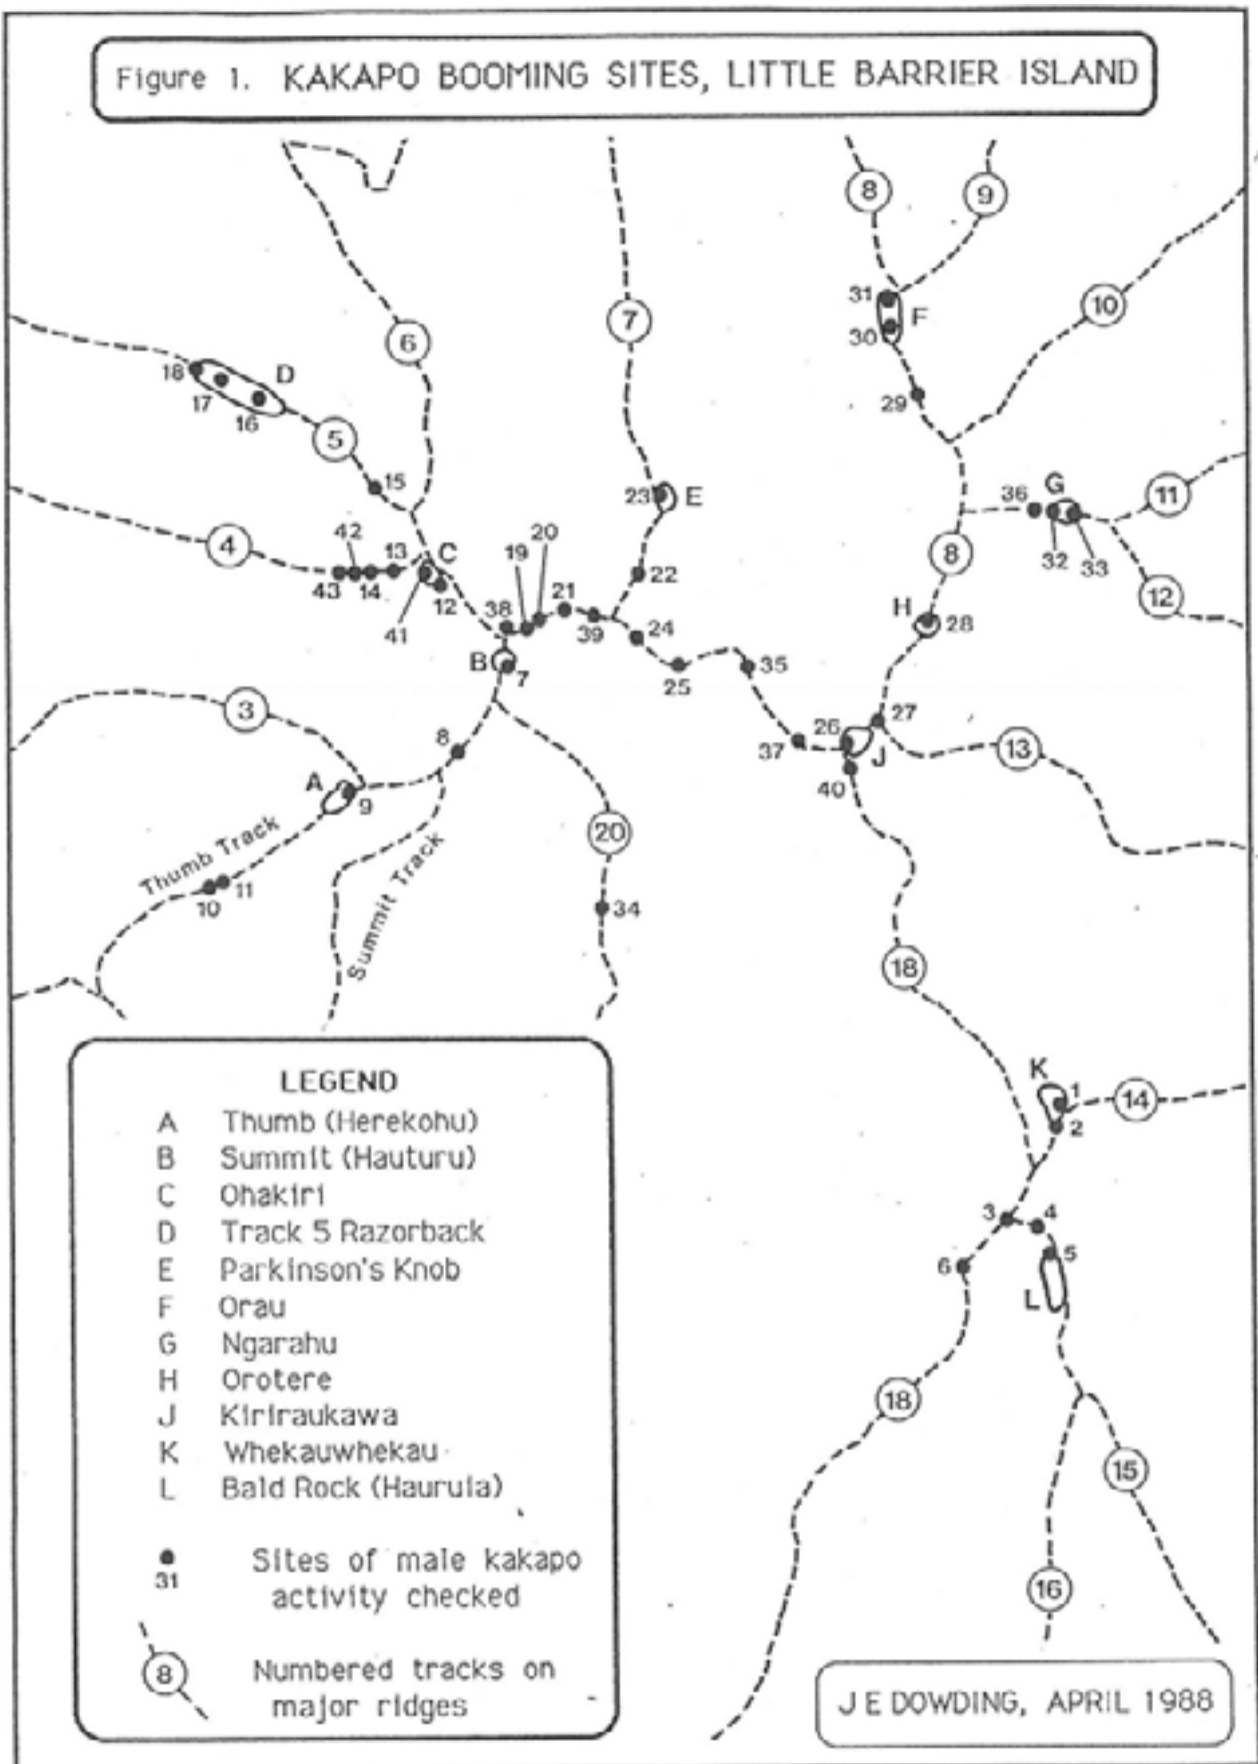 Figure 1. KAKAPO BOOMING SITES, LITTLE BARRIER ISLAND
8
9
31
F
30
10
7
6
18
D
17
16
29
5
15
23
E
36
G
11
32
33
42
13
C
20
19
4
43
14
12
41
8
12
22
38
21
39
24
H
28
B
7
25
35
3
8
26
27
37
J
13
40
A
9
20
Thumb Track
11
10
Summit Track
34
18
K
1
14
2
3
4
5
6
L
18
15
16
LEGEND
A Thumb (Herekohu)
B Summit (Hauturu)
C Ohakiri
D Track 5 Razorback
E Parkinson's Knob
F Orau
G Ngarahu
H Orotere
J Kiriraukawa
K Whekauwhekau
L Bald Rock (Haurula)
31
Sites of male kakapo
activity checked
8
Numbered tracks on
major ridges
J E DOWDING, APRIL 1988